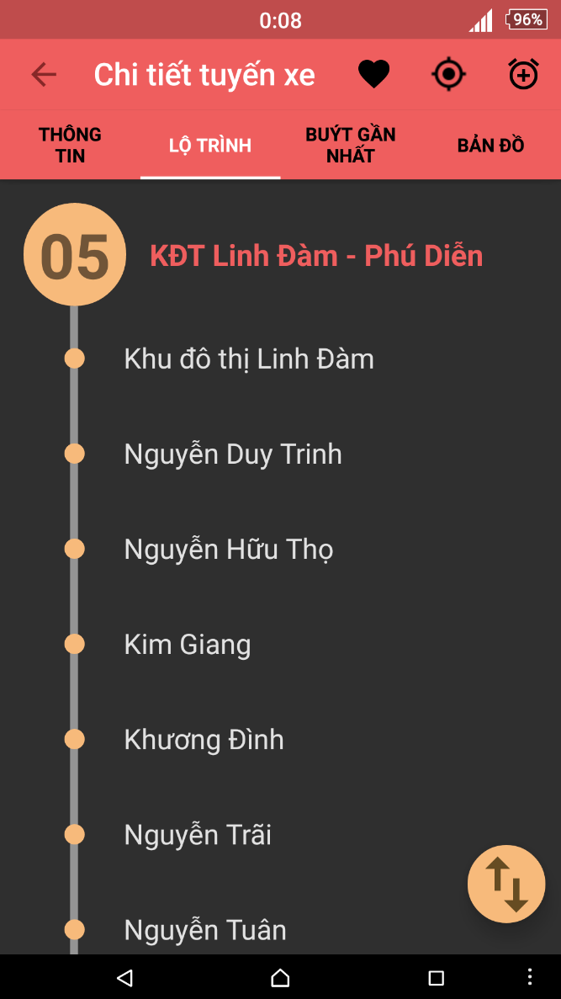 0:08
96%
Chi tiết tuyến xe
THÔNG
TIN
LỘ TRÌNH
BUÝT GẦN
NHẤT
BẢN ĐỒ
05
KĐT Linh Đàm - Phú Diễn
Khu đô thị Linh Đàm
Nguyễn Duy Trinh
Nguyễn Hữu Thọ
Kim Giang
Khương Đình
Nguyễn Trãi
Nguyễn Tuân